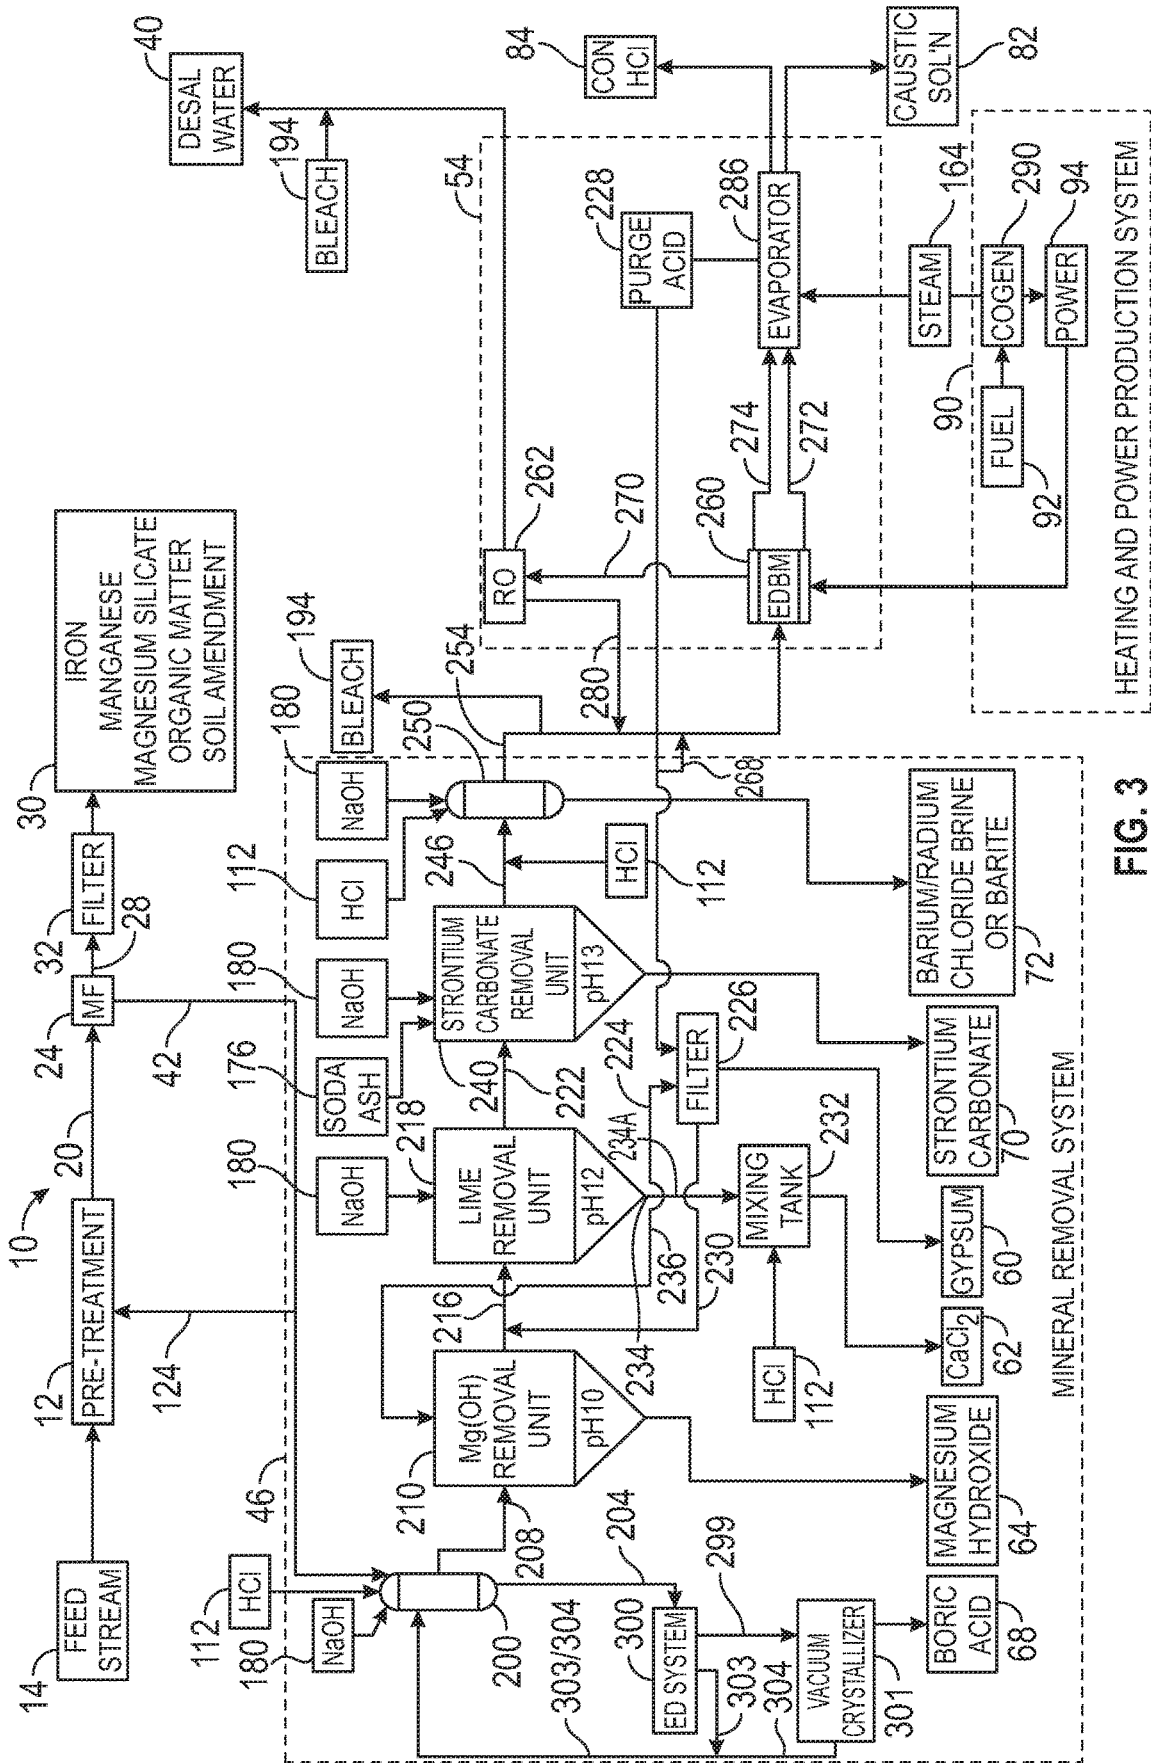 14
FEED
STREAM
12
PRE-TREATMENT
10
20
24
MF
28
32
FILTER
30
IRON
MANGANESE
MAGNESIUM SILICATE
ORGANIC MATTER
SOIL AMENDMENT
124
42
46
112
HCl
180
NaOH
200
208
204
210
Mg(OH)
REMOVAL
UNIT
pH10
216
180
NaOH
218
LIME
REMOVAL
UNIT
pH12
222
176
SODA
ASH
180
NaOH
240
STRONTIUM
CARBONATE
REMOVAL
UNIT
pH13
246
112
HCl
180
NaOH
250
254
194
BLEACH
HCl
112
268
303/304
300
ED SYSTEM
299
303
304
VACUUM
CRYSTALLIZER
301
236
234
234A
230
224
FILTER
226
MIXING
TANK
232
HCl
112
BORIC
ACID
68
MAGNESIUM
HYDROXIDE
64
CaCl2
62
GYPSUM
60
STRONTIUM
CARBONATE
70
BARIUM/RADIUM
CHLORIDE BRINE
OR BARITE
72
MINERAL REMOVAL SYSTEM
40
DESAL
WATER
194
BLEACH
54
RO
262
280
270
260
EDBM
274
272
PURGE
ACID
228
EVAPORATOR
286
84
CON
HCl
CAUSTIC
SOL'N
82
STEAM
164
90
FUEL
92
COGEN
290
POWER
94
HEATING AND POWER PRODUCTION SYSTEM
FIG. 3